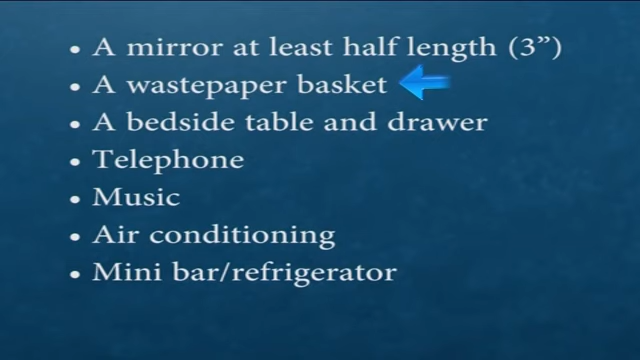 • A mirror at least half length (3”)
• A wastepaper basket
• A bedside table and drawer
• Telephone
• Music
• Air conditioning
• Mini bar/refrigerator